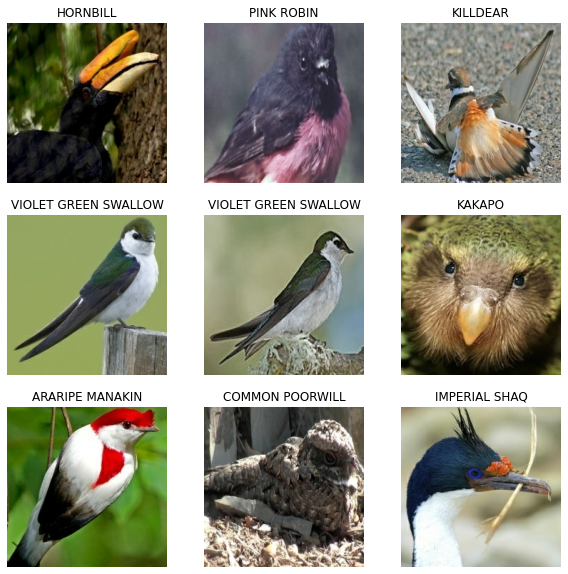 HORNBILL
PINK ROBIN
KILLDEAR
VIOLET GREEN SWALLOW
VIOLET GREEN SWALLOW
KAKAPO
ARARIPE MANAKIN
COMMON POORWILL
IMPERIAL SHAQ